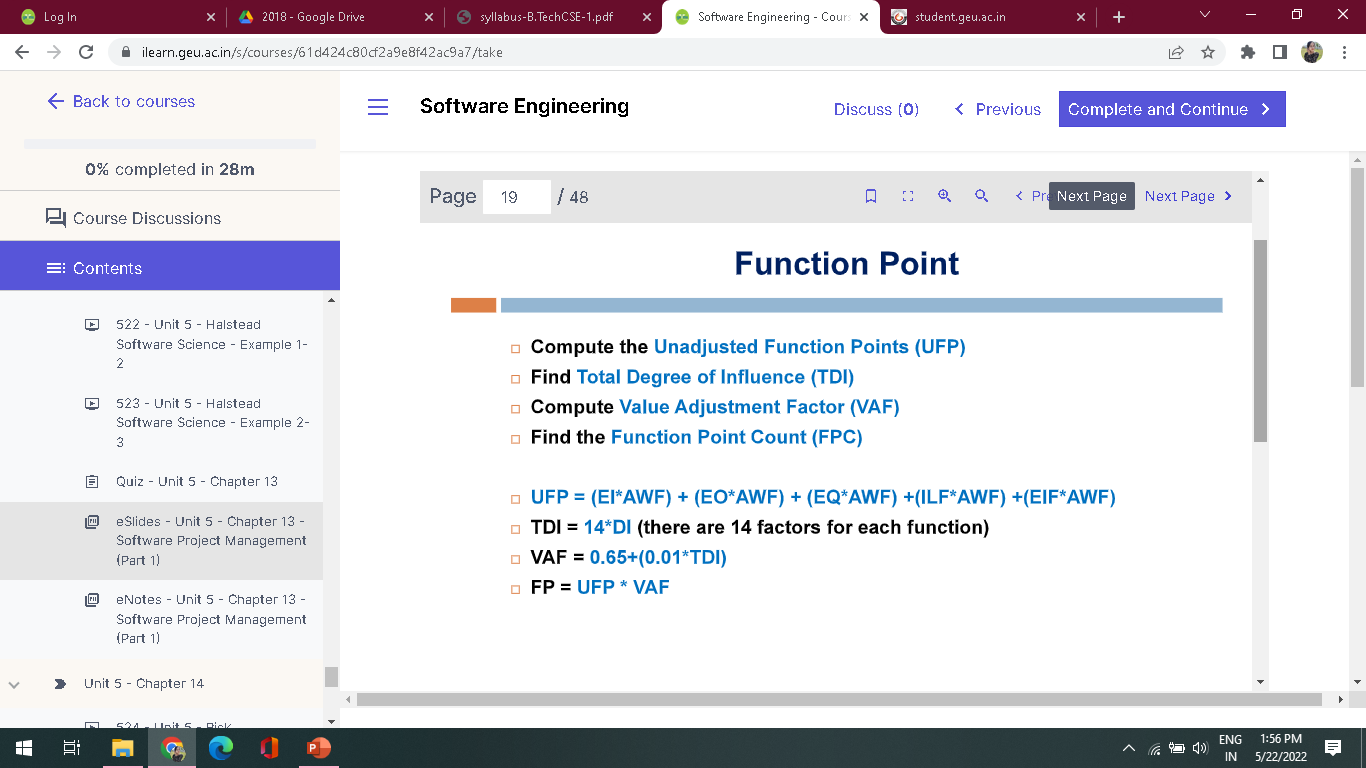 Log In
2018 - Google Drive
syllabus-B.TechCSE-1.pdf
Software Engineering - Cours
student.geu.ac.in
ilearn.geu.ac.in/s/courses/61d424c80cf2a9e8f42ac9a7/take
Back to courses
0% completed in 28m
Course Discussions
Contents
522 - Unit 5 - Halstead
Software Science - Example 1-
2
523 - Unit 5 - Halstead
Software Science - Example 2-
3
Quiz - Unit 5 - Chapter 13
eSlides - Unit 5 - Chapter 13 -
Software Project Management
(Part 1)
eNotes - Unit 5 - Chapter 13 -
Software Project Management
(Part 1)
Unit 5 - Chapter 14
524 - Unit 5 - Risk
Software Engineering
Discuss (0)
Previous
Complete and Continue
Page 19 / 48
Pre
Next Page
Next Page
Function Point
Compute the Unadjusted Function Points (UFP)
Find Total Degree of Influence (TDI)
Compute Value Adjustment Factor (VAF)
Find the Function Point Count (FPC)
UFP = (EI*AWF) + (EO*AWF) + (EQ*AWF) +(ILF*AWF) +(EIF*AWF)
TDI = 14*DI (there are 14 factors for each function)
VAF = 0.65+(0.01*TDI)
FP = UFP * VAF
ENG
IN
1:56 PM
5/22/2022